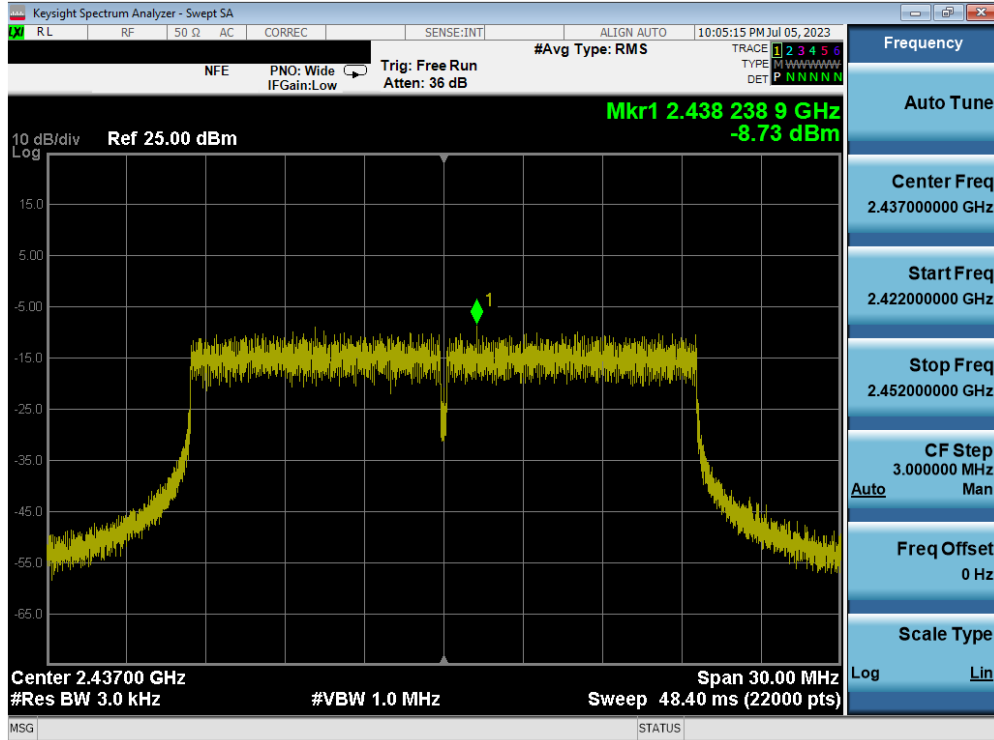 Keysight Spectrum Analyzer - Swept SA
LXI RL RF 50 Ω AC CORREC SENSE:INT ALIGN AUTO 10:05:15 PM Jul 05, 2023
NFE PNO: Wide IFGain:Low Trig: Free Run Atten: 36 dB #Avg Type: RMS
TRACE 1 2 3 4 5 6
TYPE M WWWWW
DET P N N N N N
Mkr1 2.438 238 9 GHz
-8.73 dBm
10 dB/div Ref 25.00 dBm
Log
15.0
5.00
-5.00
1
-15.0
-25.0
-35.0
-45.0
-55.0
-65.0
Center 2.43700 GHz Span 30.00 MHz
#Res BW 3.0 kHz #VBW 1.0 MHz Sweep 48.40 ms (22000 pts)
MSG STATUS
Frequency
Auto Tune
Center Freq
2.437000000 GHz
Start Freq
2.422000000 GHz
Stop Freq
2.452000000 GHz
CF Step
3.000000 MHz
Auto Man
Freq Offset
0 Hz
Scale Type
Log Lin